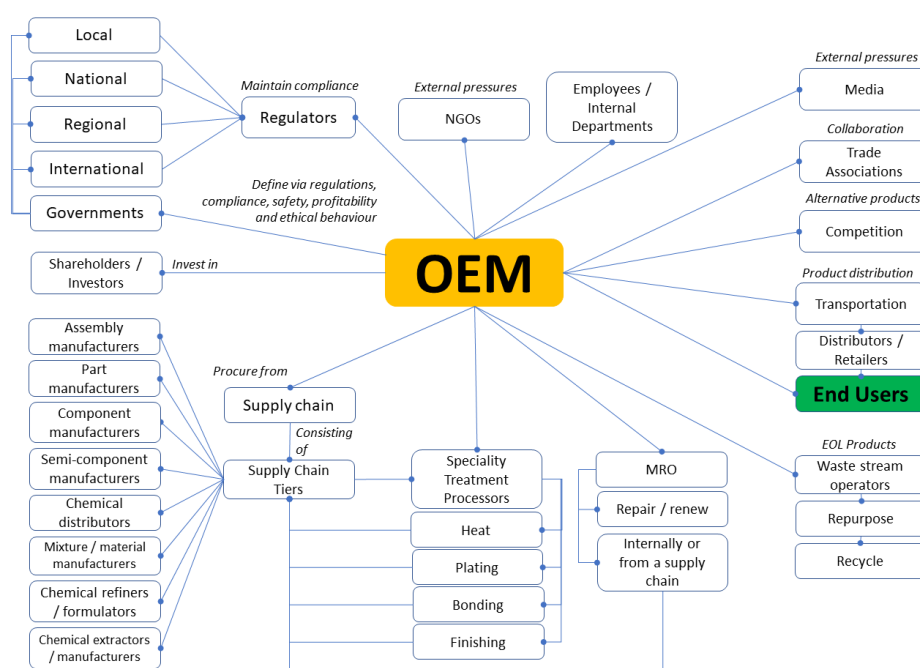 Local
National
Regional
International
Governments
Maintain compliance
Regulators
Define via regulations,
compliance, safety, profitability
and ethical behaviour
Shareholders /
Investors
Invest in
External pressures
NGOs
Employees /
Internal
Departments
OEM
External pressures
Media
Collaboration
Trade
Associations
Alternative products
Competition
Product distribution
Transportation
Distributors /
Retailers
End Users
EOL Products
Waste stream
operators
Repurpose
Recycle
Procure from
Supply chain
Consisting
of
Supply Chain
Tiers
Assembly
manufacturers
Part
manufacturers
Component
manufacturers
Semi-component
manufacturers
Chemical
distributors
Mixture / material
manufacturers
Chemical refiners
/ formulators
Chemical extractors
/ manufacturers
Speciality
Treatment
Processors
Heat
Plating
Bonding
Finishing
MRO
Repair / renew
Internally or
from a supply
chain